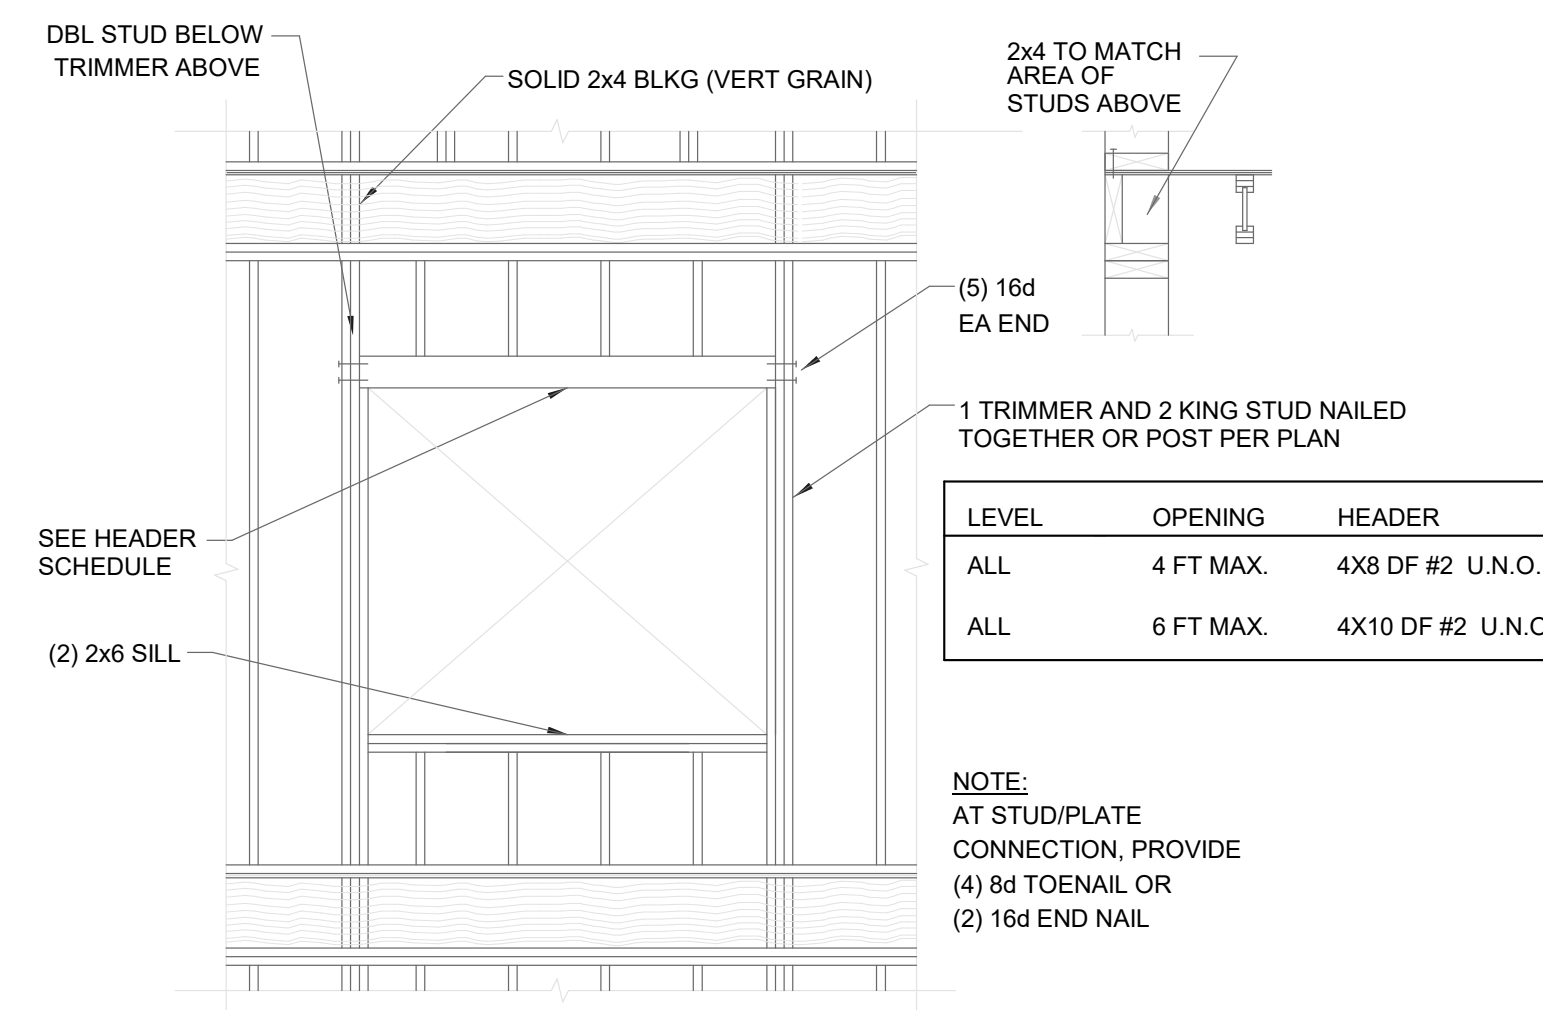 DBL STUD BELOW
TRIMMER ABOVE
SOLID 2x4 BLKG (VERT GRAIN)
2x4 TO MATCH
AREA OF
STUDS ABOVE
(5) 16d
EA END
1 TRIMMER AND 2 KING STUD NAILED
TOGETHER OR POST PER PLAN
SEE HEADER
SCHEDULE
(2) 2x6 SILL
LEVEL OPENING HEADER
ALL 4 FT MAX. 4X8 DF #2 U.N.O.
ALL 6 FT MAX. 4X10 DF #2
NOTE:
AT STUD/PLATE
CONNECTION, PROVIDE
(4) 8d TOENAIL OR
(2) 16d END NAIL